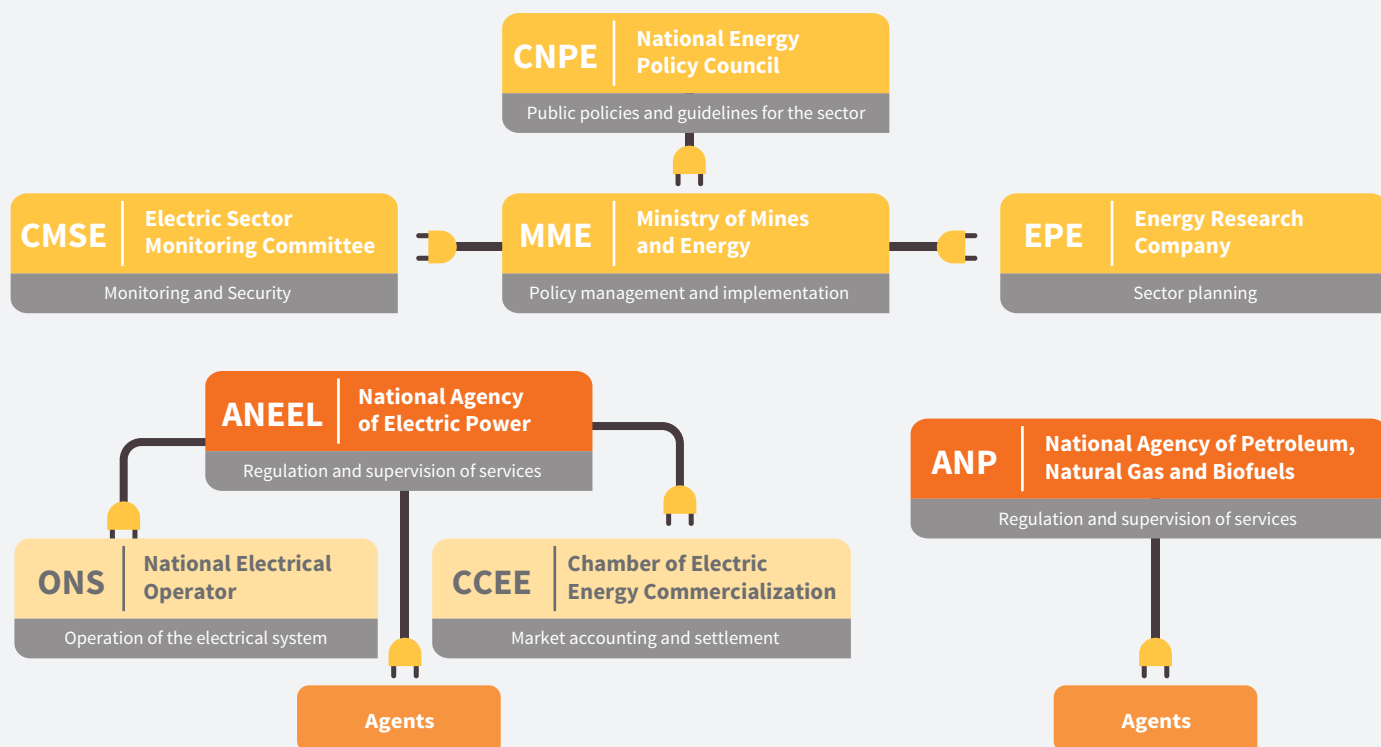 CNPE
National Energy
Policy Council
Public policies and guidelines for the sector
CMSE
Electric Sector
Monitoring Committee
Monitoring and Security
MME
Ministry of Mines
and Energy
Policy management and implementation
EPE
Energy Research
Company
Sector planning
ANEEL
National Agency
of Electric Power
Regulation and supervision of services
ANP
National Agency of Petroleum,
Natural Gas and Biofuels
Regulation and supervision of services
ONS
National Electrical
Operator
Operation of the electrical system
CCEE
Chamber of Electric
Energy Commercialization
Market accounting and settlement
Agents
Agents